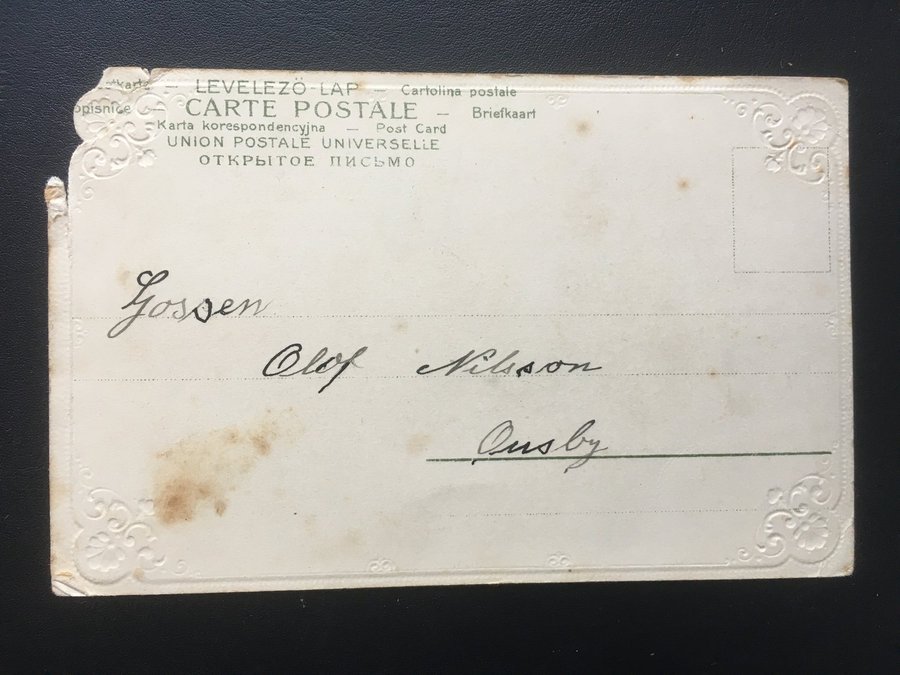 LEVELEZÖ-LAP – Cartolina postale
CARTE POSTALE – Briefkaart
Karta korespondencyjna – Post Card
UNION POSTALE UNIVERSELLE
ОТКРЫТОЕ ПИСЬМО
Gossen
Olof Nilsson
Ousby